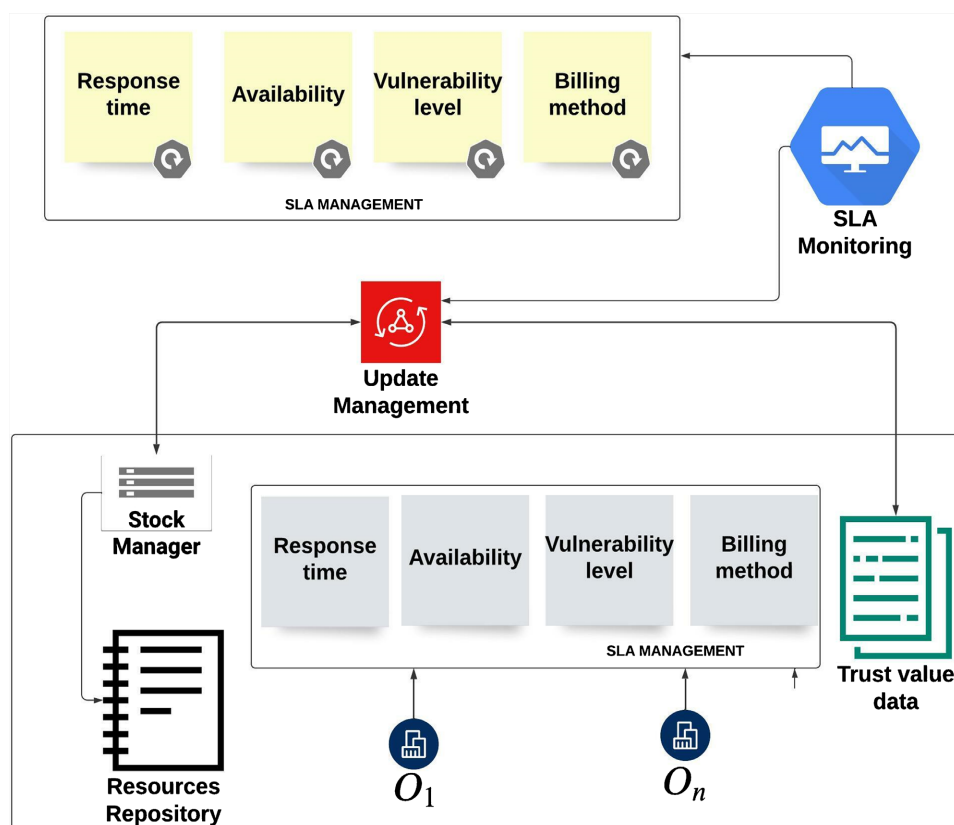 Response
time
Availability
Vulnerability
level
Billing
method
SLA MANAGEMENT
SLA
Monitoring
Update
Management
Stock
Manager
Response
time
Availability
Vulnerability
level
Billing
method
SLA MANAGEMENT
Trust value
data
Resources
Repository
O1
On